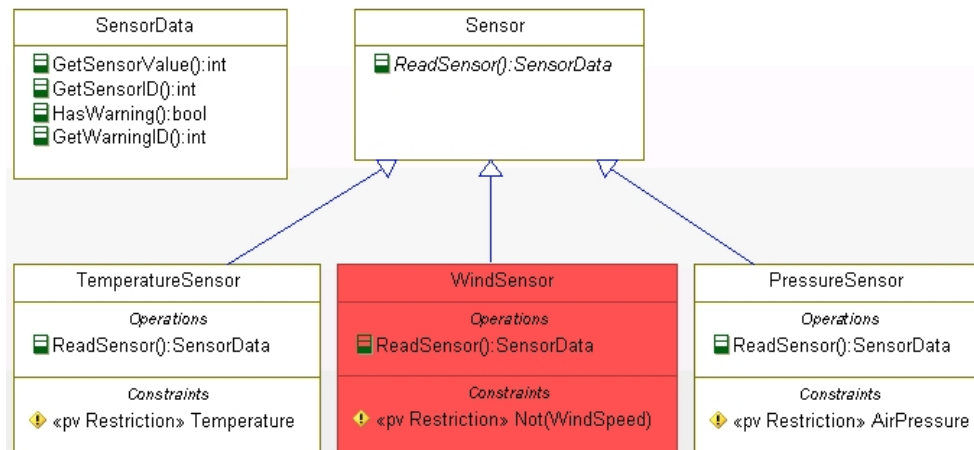 SensorData
GetSensorValue():int
GetSensorID():int
HasWarning():bool
GetWarningID():int
Sensor
ReadSensor():SensorData
TemperatureSensor
Operations
ReadSensor():SensorData
Constraints
«pv Restriction» Temperature
WindSensor
Operations
ReadSensor():SensorData
Constraints
«pv Restriction» Not(WindSpeed)
PressureSensor
Operations
ReadSensor():SensorData
Constraints
«pv Restriction» AirPressure